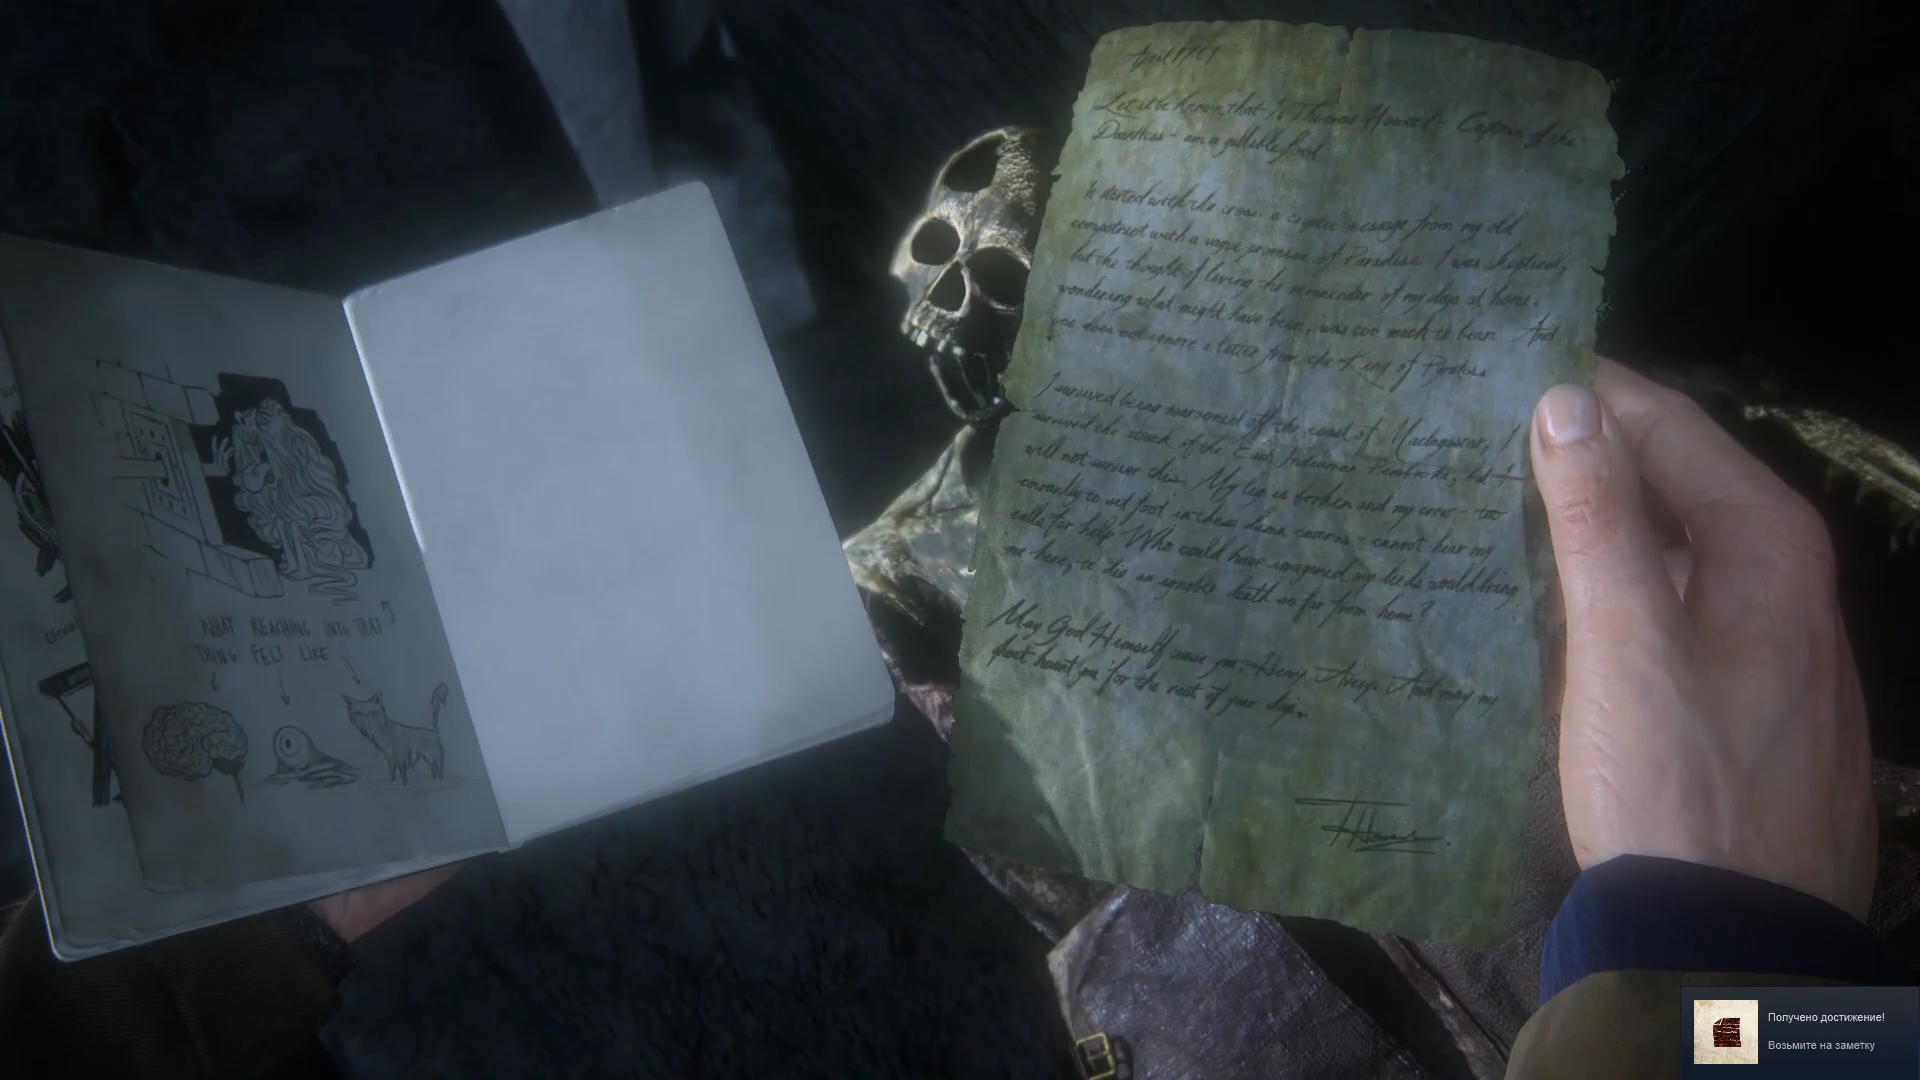 WHAT REACHING INTO THAT
THING FELT LIKE
April 1701
Let it be known that I, Thomas Howard - Captain of the
Dauntless - am a gullible fool.
It started with the cross. a cryptic message from my old
compatriot with a vague promise of Paradise. I was skeptical,
but the thought of living the remainder of my days at home,
wondering what might have been, was too much to bear. And
one does not ignore a letter from the King of Pirates.
I survived being marooned off the coast of Madagascar, I
survived the attack of the East Indiaman Pembroke, but I
will not survive this. My leg is broken and my crew - too
cowardly to set foot in these damn caverns - cannot hear my
calls for help. Who could have imagined my deeds would bring
me here, to die an ignoble death so far from home?
May God Himself curse you, Henry Avery. And may my
ghost haunt you for the rest of your days.
Получено достижение!
Возьмите на заметку